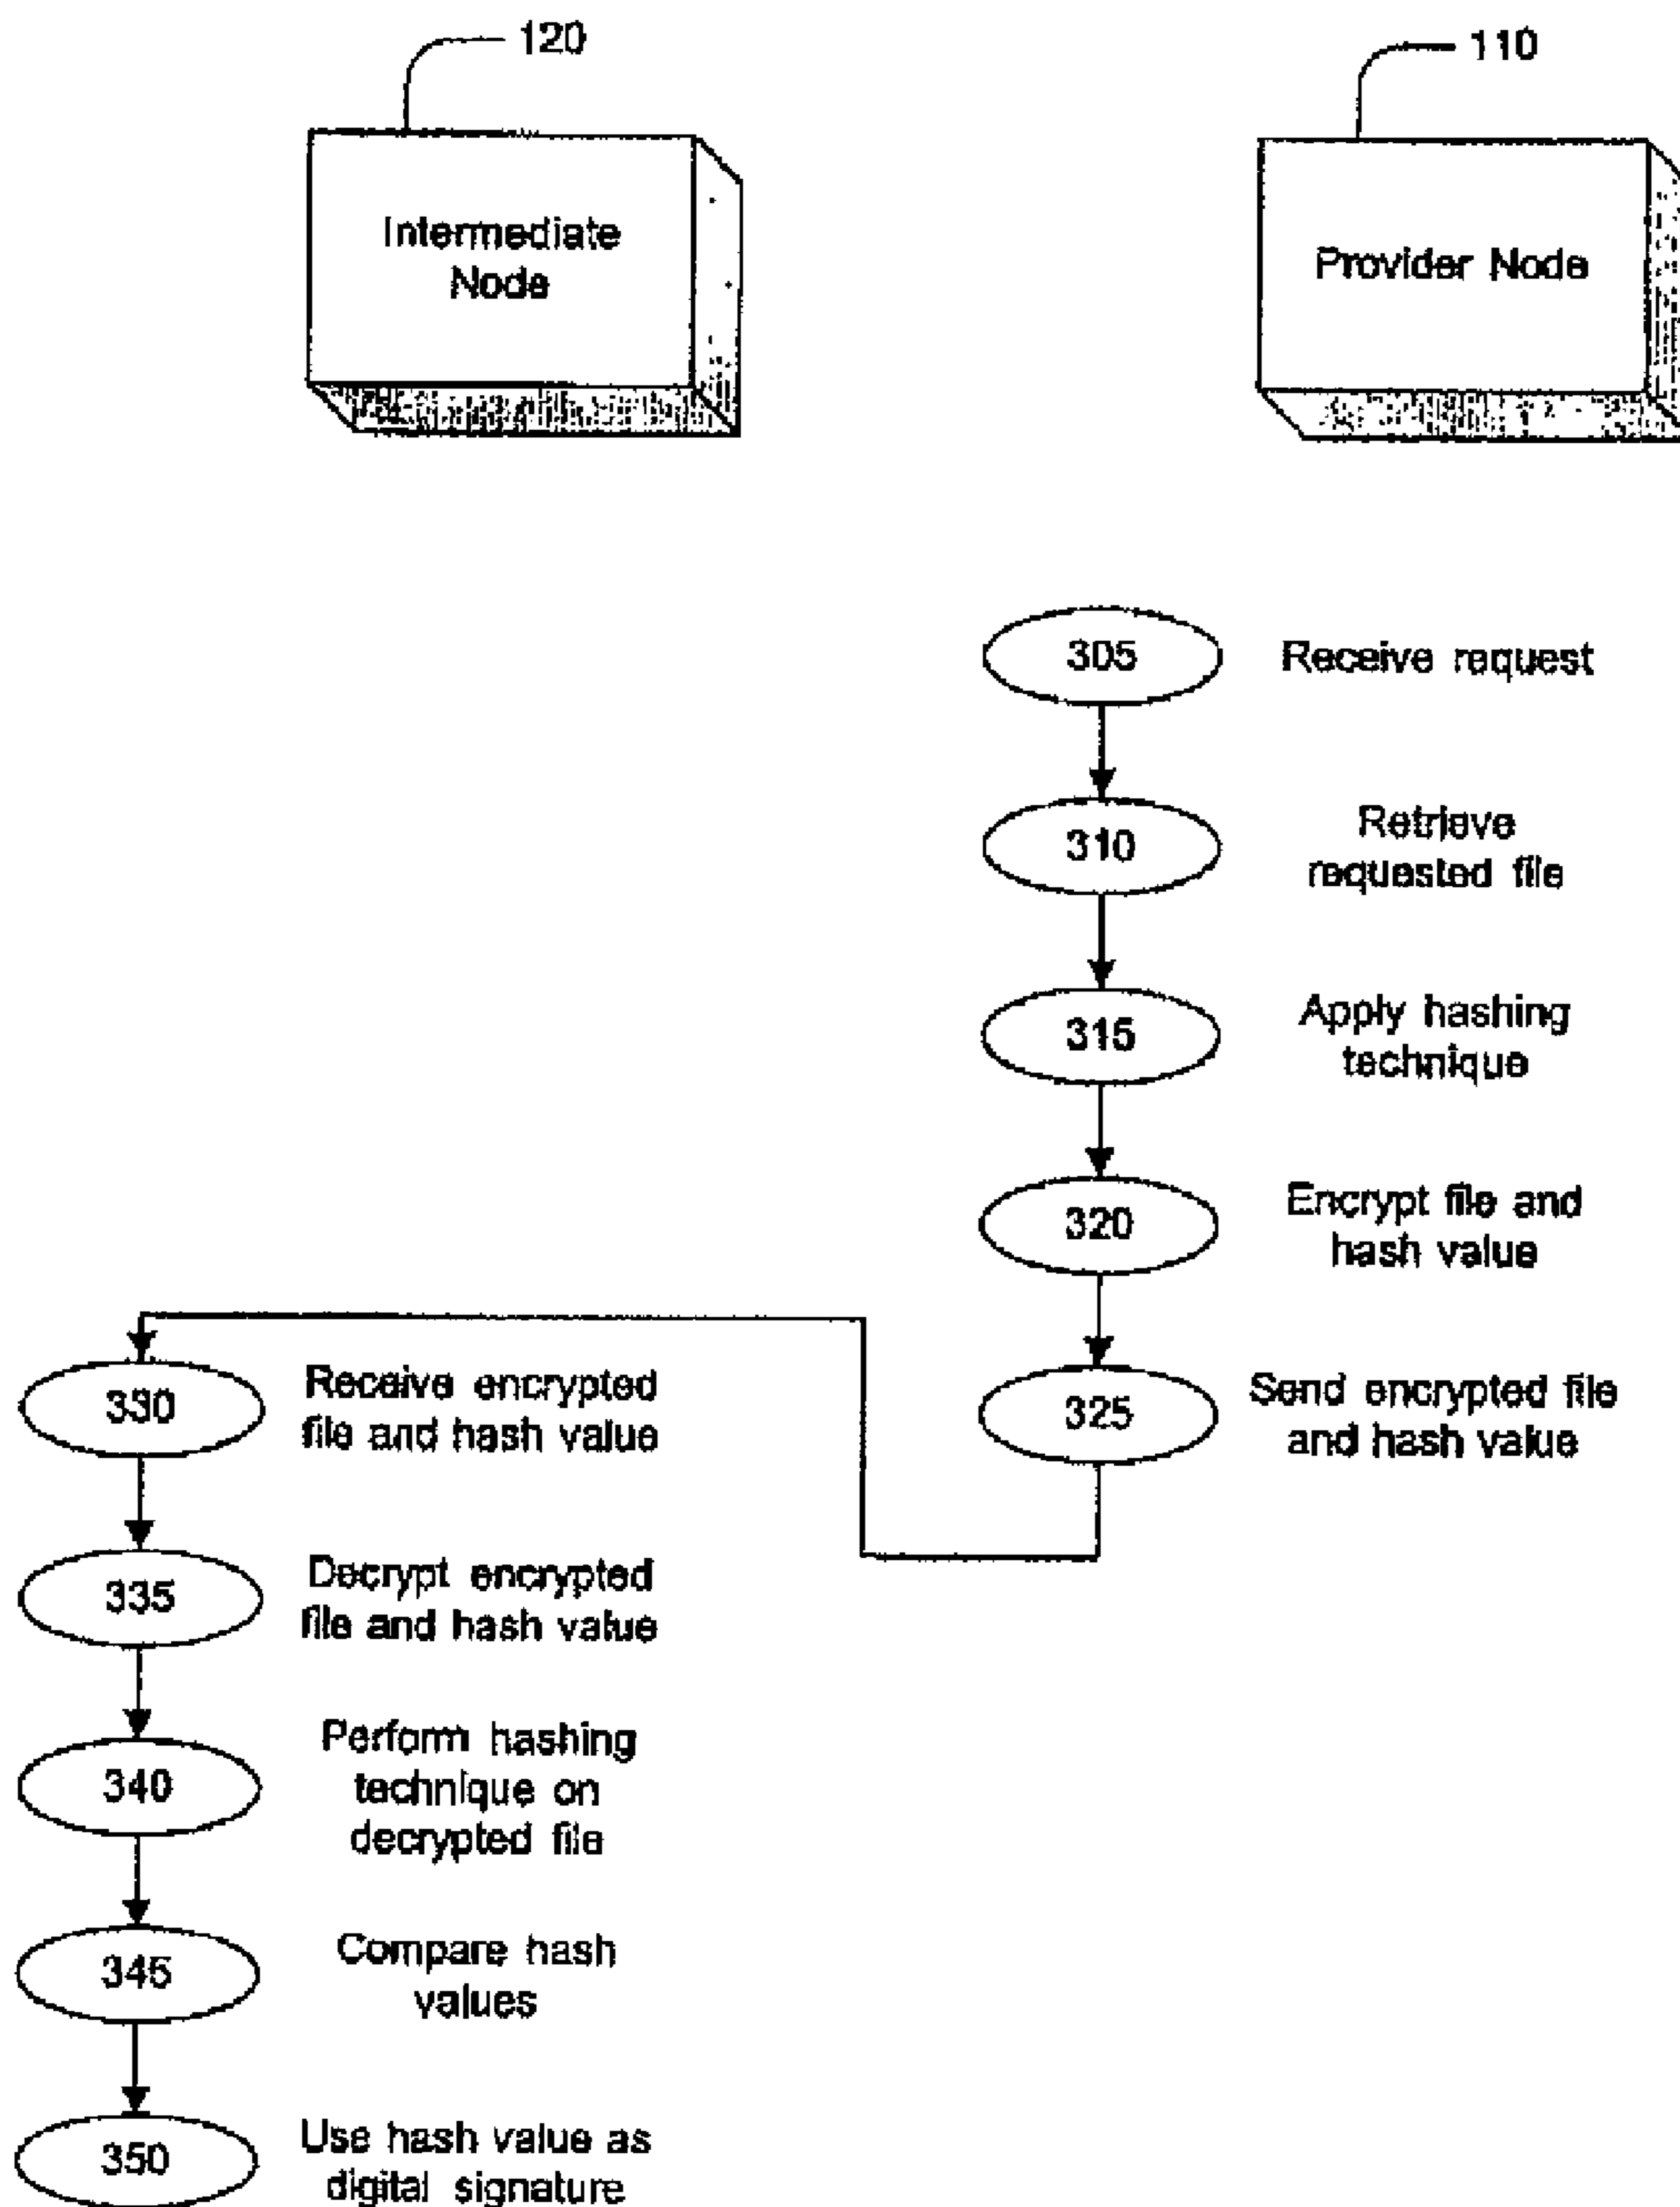 120
110
Intermediate
Node
Provider Node
305
Receive request
310
Retrieve
requested file
315
Apply hashing
technique
320
Encrypt file and
hash value
325
Send encrypted file
and hash value
330
Receive encrypted
file and hash value
335
Decrypt encrypted
file and hash value
340
Perform hashing
technique on
decrypted file
345
Compare hash
values
350
Use hash value as
digital signature